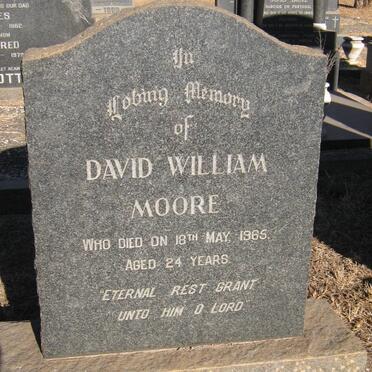 In
Loving Memory
of
DAVID WILLIAM
MOORE
WHO DIED ON 18TH MAY, 1965.
AGED 24 YEARS.
"ETERNAL REST GRANT
UNTO HIM O LORD"